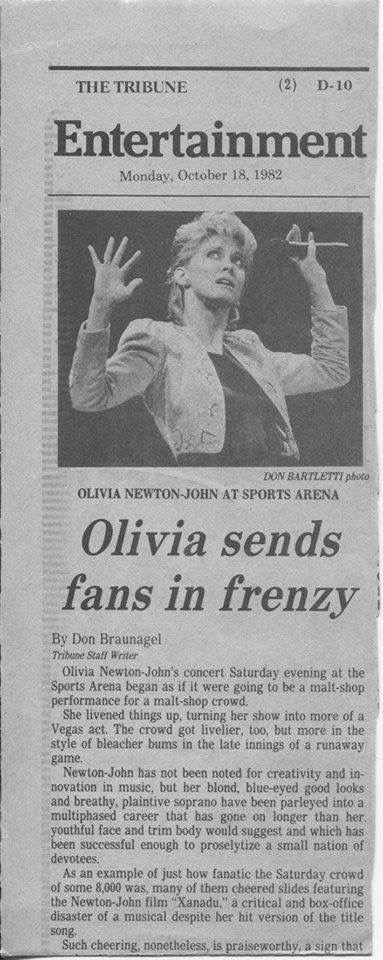 THE TRIBUNE (2) D-10
Entertainment
Monday, October 18, 1982
DON BARTLETTI photo
OLIVIA NEWTON-JOHN AT SPORTS ARENA
Olivia sends
fans in frenzy
By Don Braunagel
Tribune Staff Writer
Olivia Newton-John's concert Saturday evening at the
Sports Arena began as if it were going to be a malt-shop
performance for a malt-shop crowd.
She livened things up, turning her show into more of a
Vegas act. The crowd got livelier, too, but more in the
style of bleacher bums in the late innings of a runaway
game.
Newton-John has not been noted for creativity and in-
novation in music, but her blond, blue-eyed good looks
and breathy, plaintive soprano have been parleyed into a
multiphased career that has gone on longer than her
youthful face and trim body would suggest and which has
been successful enough to proselytize a small nation of
devotees.
As an example of just how fanatic the Saturday crowd
of some 8,000 was, many of them cheered slides featuring
the Newton-John film "Xanadu," a critical and box-office
disaster of a musical despite her hit version of the title
song.
Such cheering, nonetheless, is praiseworthy, a sign that